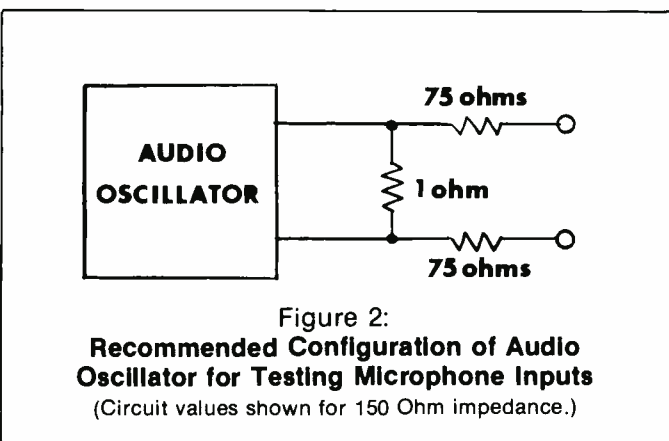 75 ohms
AUDIO
OSCILLATOR
1 ohm
75 ohms
Figure 2:
Recommended Configuration of Audio
Oscillator for Testing Microphone Inputs
(Circuit values shown for 150 Ohm impedance.)